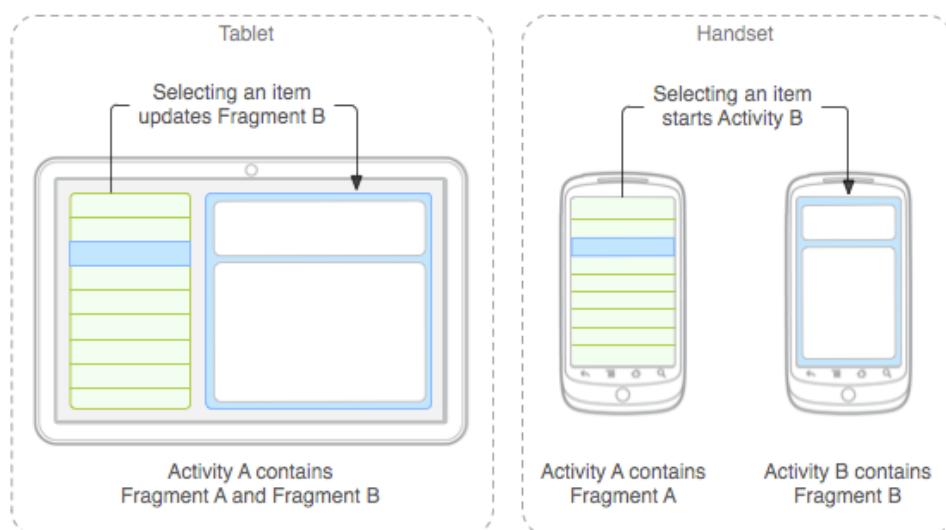 Tablet
Selecting an item
updates Fragment B
Activity A contains
Fragment A and Fragment B
Handset
Selecting an item
starts Activity B
Activity A contains
Fragment A
Activity B contains
Fragment B